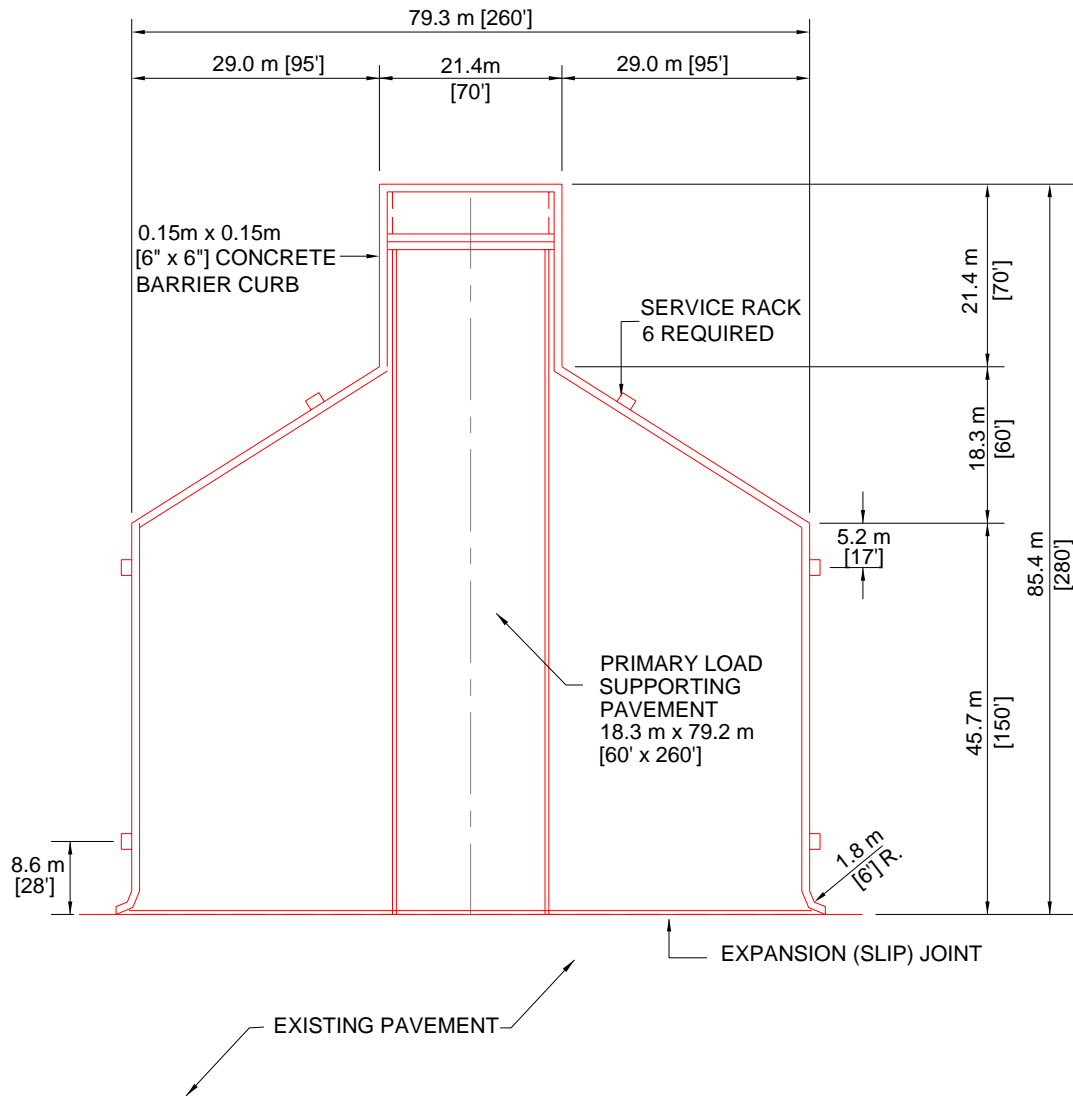 79.3 m [260']
29.0 m [95']
21.4m
[70']
29.0 m [95']
0.15m x 0.15m
[6" x 6"] CONCRETE
BARRIER CURB
SERVICE RACK
6 REQUIRED
21.4 m
[70']
18.3 m
[60']
5.2 m
[17']
85.4 m
[280']
PRIMARY LOAD
SUPPORTING
PAVEMENT
18.3 m x 79.2 m
[60' x 260']
45.7 m
[150']
8.6 m
[28']
1.8 m
[6'] R.
EXPANSION (SLIP) JOINT
EXISTING PAVEMENT